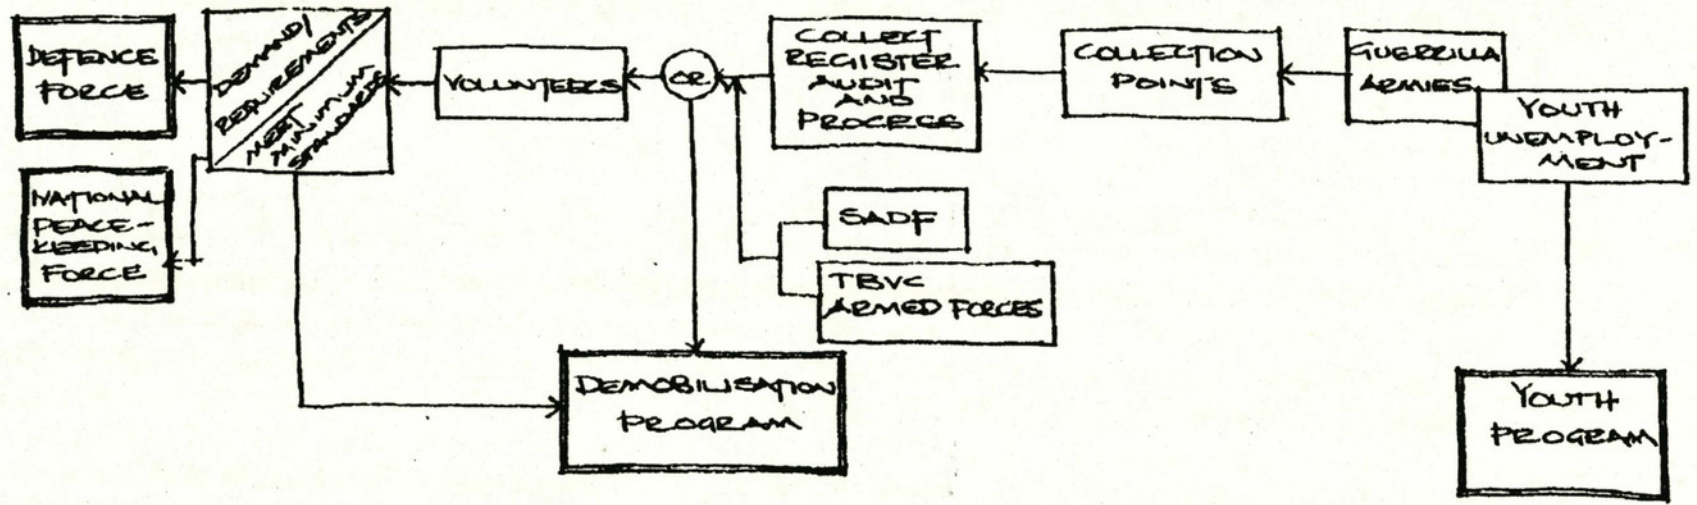 DEFENCE
FORCE
DEMAND/
REQUIREMENTS
MEET
MINIMUM
STANDARDS
VOLUNTEERS
OR
COLLECT
REGISTER
AUDIT
AND
PROCESS
COLLECTION
POINTS
GUERRILLA
ARMIES
YOUTH
UNEMPLOY-
MENT
NATIONAL
PEACE-
KEEPING
FORCE
SADF
TBVC
ARMED FORCES
DEMOBILISATION
PROGRAM
YOUTH
PROGRAM